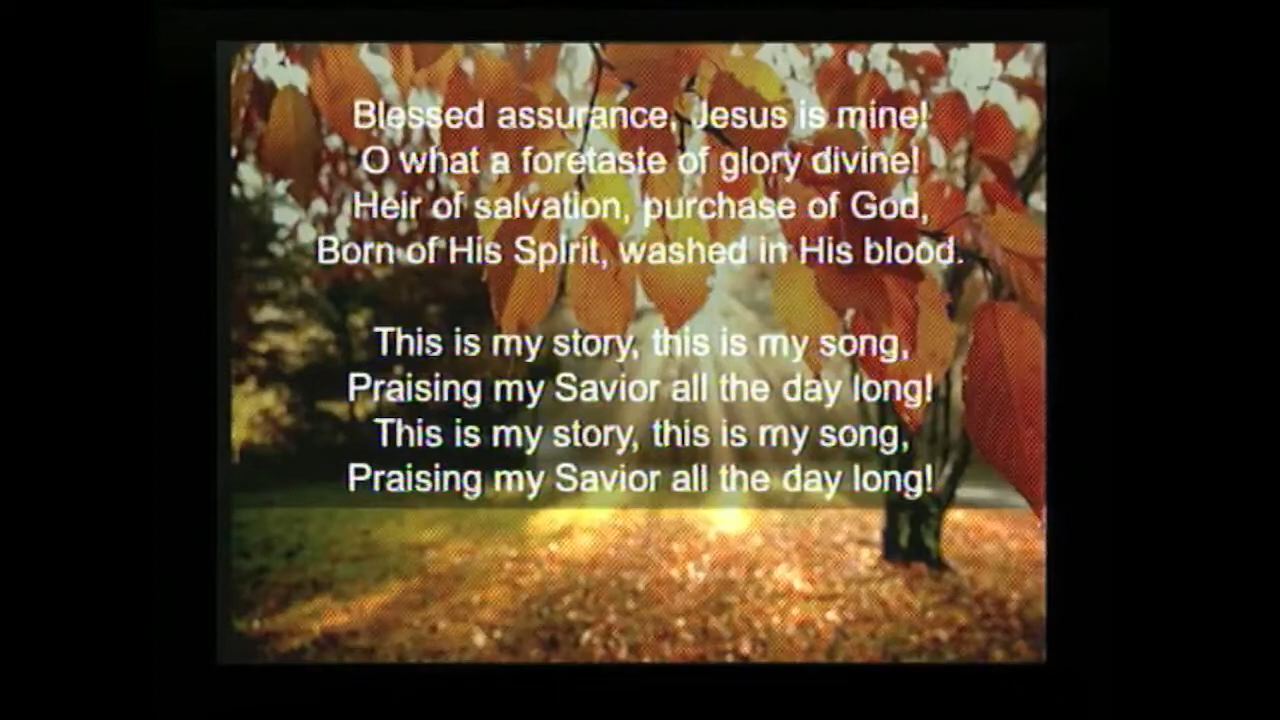 Blessed assurance, Jesus is mine!
O what a foretaste of glory divine!
Heir of salvation, purchase of God,
Born of His Spirit, washed in His blood.
This is my story, this is my song,
Praising my Savior all the day long!
This is my story, this is my song,
Praising my Savior all the day long!